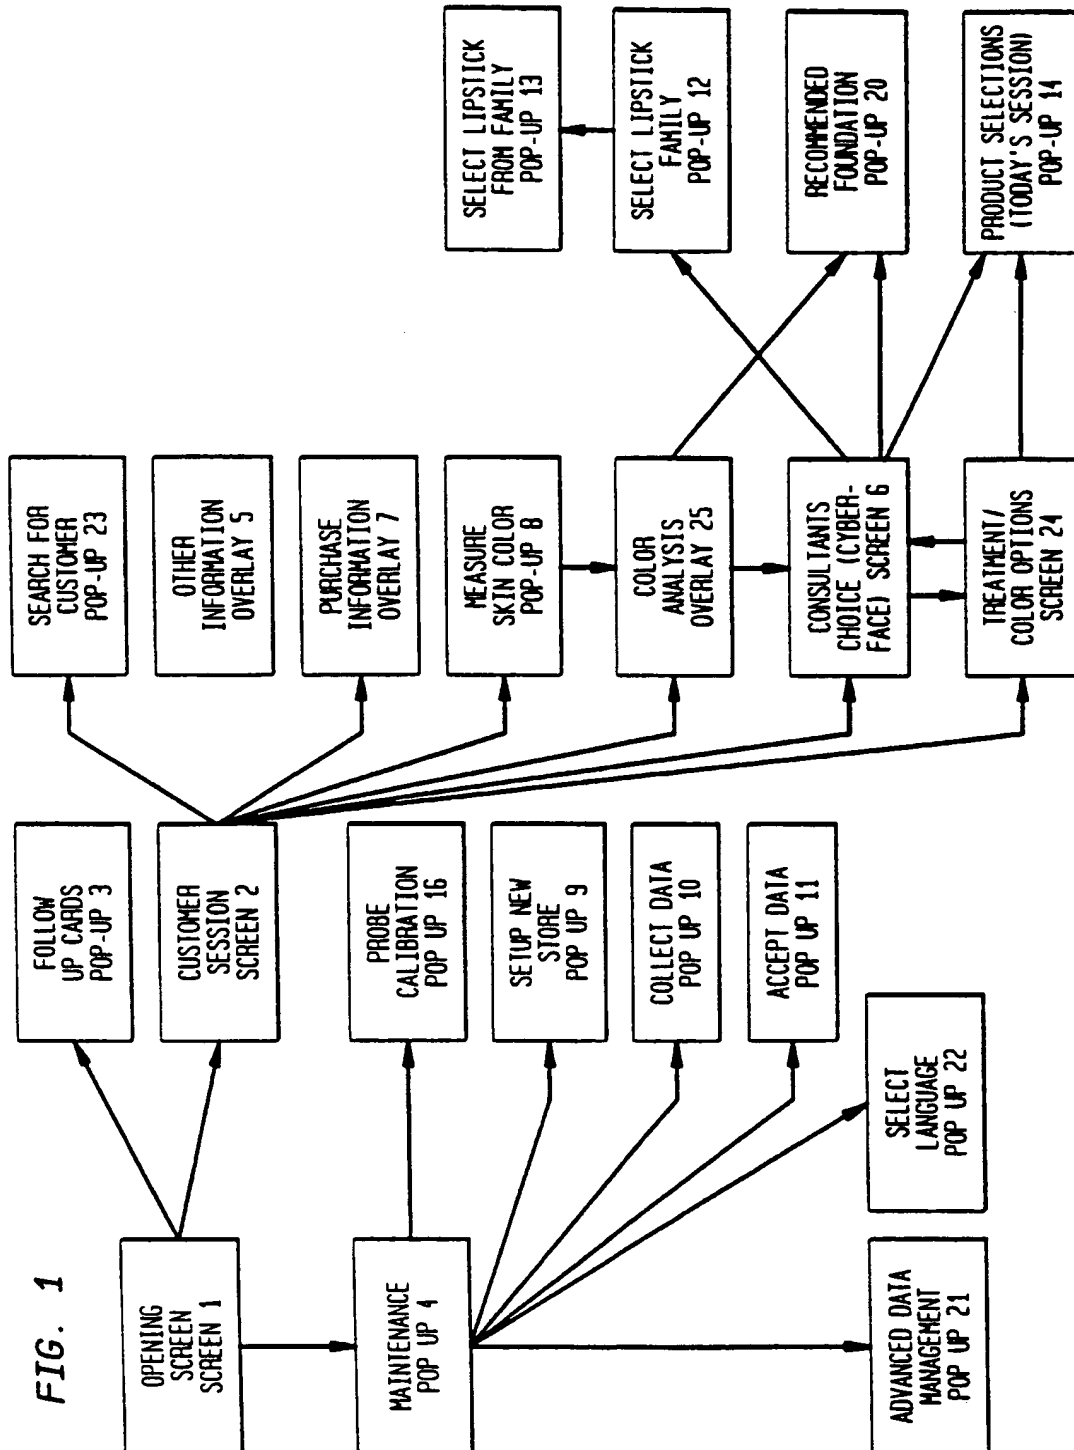 FIG. 1
OPENING
SCREEN
SCREEN 1
MAINTENANCE
POP UP 4
ADVANCED DATA
MANAGEMENT
POP UP 21
FOLLOW
UP CARDS
POP-UP 3
CUSTOMER
SESSION
SCREEN 2
PROBE
CALIBRATION
POP UP 16
SETUP NEW
STORE
POP UP 9
COLLECT DATA
POP UP 10
ACCEPT DATA
POP UP 11
SELECT
LANGUAGE
POP UP 22
SEARCH FOR
CUSTOMER
POP-UP 23
OTHER
INFORMATION
OVERLAY 5
PURCHASE
INFORMATION
OVERLAY 7
MEASURE
SKIN COLOR
POP-UP 8
COLOR
ANALYSIS
OVERLAY 25
CONSULTANTS
CHOICE (CYBER-
FACE) SCREEN 6
TREATMENT/
COLOR OPTIONS
SCREEN 24
SELECT LIPSTICK
FROM FAMILY
POP-UP 13
SELECT LIPSTICK
FAMILY
POP-UP 12
RECOMMENDED
FOUNDATION
POP-UP 20
PRODUCT SELECTIONS
(TODAY'S SESSION)
POP-UP 14